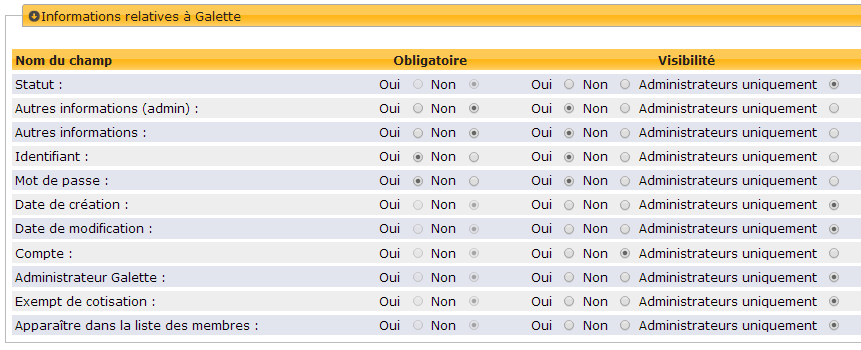 Informations relatives à Galette
Nom du champ Obligatoire Visibilité
Statut : Oui Non Oui Non Administrateurs uniquement
Autres informations (admin) : Oui Non Oui Non Administrateurs uniquement
Autres informations : Oui Non Oui Non Administrateurs uniquement
Identifiant : Oui Non Oui Non Administrateurs uniquement
Mot de passe : Oui Non Oui Non Administrateurs uniquement
Date de création : Oui Non Oui Non Administrateurs uniquement
Date de modification : Oui Non Oui Non Administrateurs uniquement
Compte : Oui Non Oui Non Administrateurs uniquement
Administrateur Galette : Oui Non Oui Non Administrateurs uniquement
Exempt de cotisation : Oui Non Oui Non Administrateurs uniquement
Apparaître dans la liste des membres : Oui Non Oui Non Administrateurs uniquement